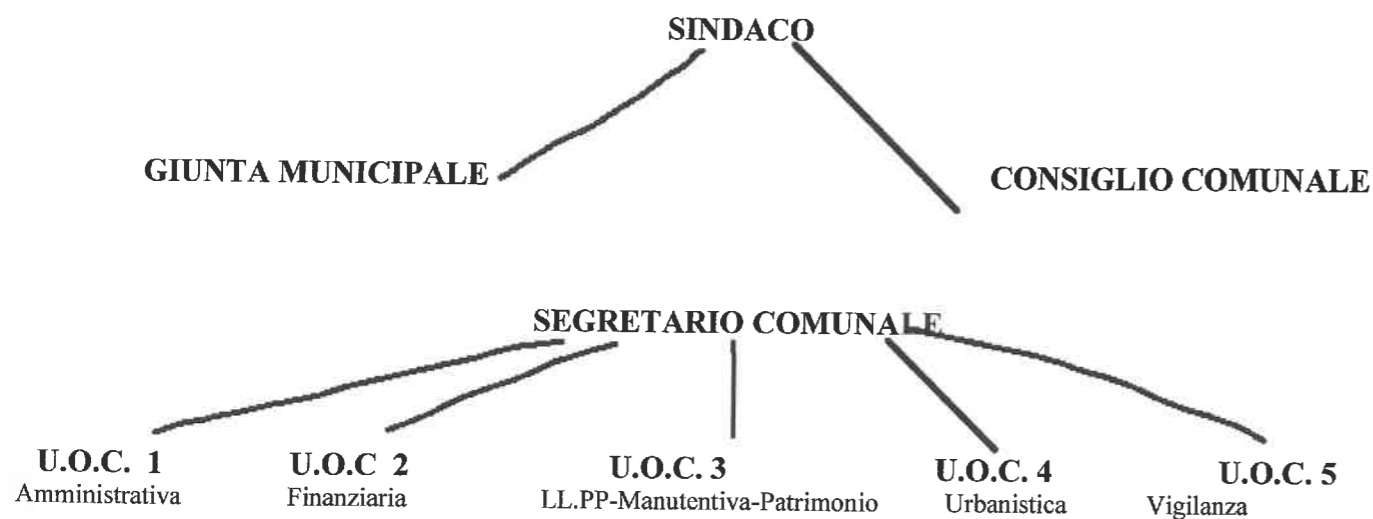 SINDACO
GIUNTA MUNICIPALE
CONSIGLIO COMUNALE
SEGRETARIO COMUNALE
U.O.C. 1
Amministrativa
U.O.C 2
Finanziaria
U.O.C. 3
LL.PP-Manutentiva-Patrimonio
U.O.C. 4
Urbanistica
U.O.C. 5
Vigilanza